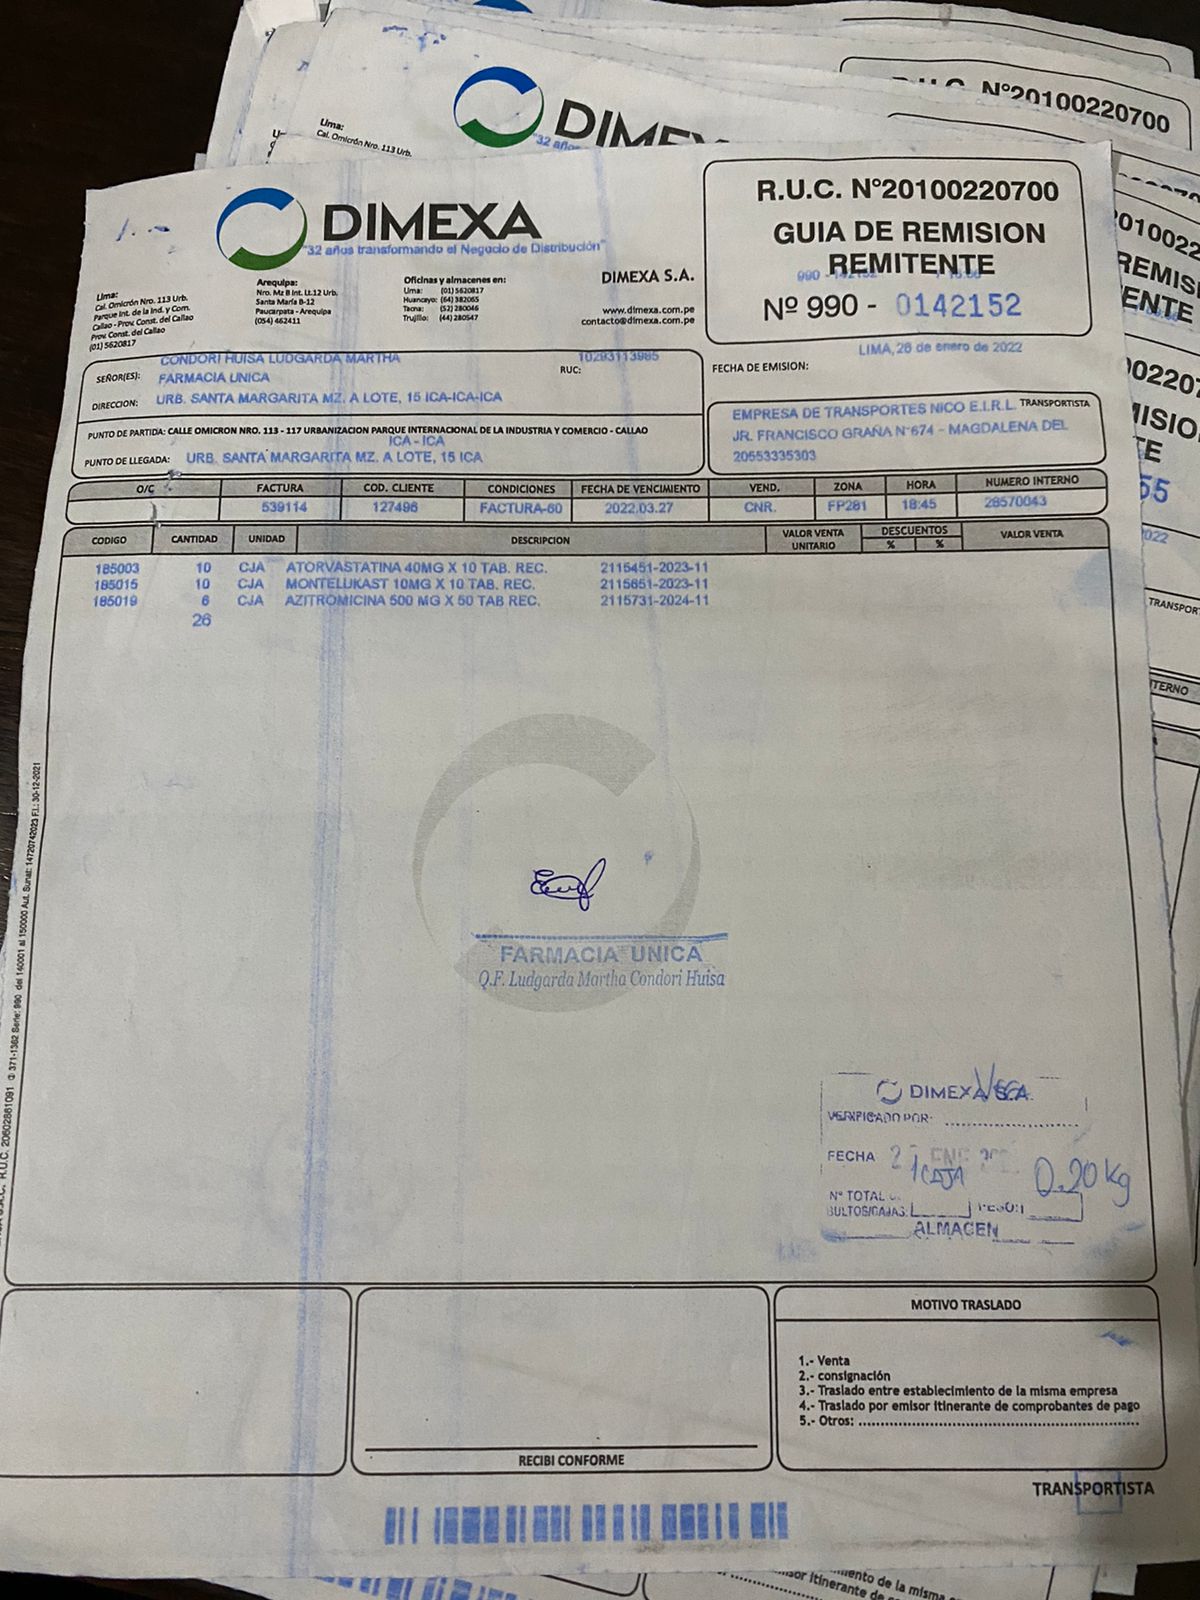 DIMEXA
"32 años transformando el Negocio de Distribución"
Lima:
Cal. Omicrón Nro. 113 Urb.
Parque Int. de la Ind. y Com.
Callao - Prov. Const. del Callao
Prov. Const. del Callao
(01) 5620817
Arequipa:
Nro. Mz B Int. Lt.12 Urb.
Santa María B-12
Paucarpata - Arequipa
(054) 462411
Oficinas y almacenes en:
Lima: (01) 5620817
Huancayo: (64) 382065
Tacna: (52) 280046
Trujillo: (44) 280547
DIMEXA S.A.
www.dimexa.com.pe
contacto@dimexa.com.pe
R.U.C. N°20100220700
GUIA DE REMISION
REMITENTE
Nº 990 - 0142152
SEÑOR(ES): CONDORI HUISA LUDGARDA MARTHA
FARMACIA UNICA
RUC: 10293113985
DIRECCION: URB. SANTA MARGARITA MZ. A LOTE, 15 ICA-ICA-ICA
FECHA DE EMISION: LIMA, 26 de enero de 2022
PUNTO DE PARTIDA: CALLE OMICRON NRO. 113 - 117 URBANIZACION PARQUE INTERNACIONAL DE LA INDUSTRIA Y COMERCIO - CALLAO
ICA - ICA
PUNTO DE LLEGADA: URB. SANTA MARGARITA MZ. A LOTE, 15 ICA
TRANSPORTISTA
EMPRESA DE TRANSPORTES NICO E.I.R.L.
JR. FRANCISCO GRAÑA N°674 - MAGDALENA DEL
20553335303
O/C FACTURA COD. CLIENTE CONDICIONES FECHA DE VENCIMIENTO VEND. ZONA HORA NUMERO INTERNO
539114 127496 FACTURA-60 2022.03.27 CNR. FP281 18:45 28570043
CODIGO CANTIDAD UNIDAD DESCRIPCION VALOR VENTA UNITARIO DESCUENTOS % % VALOR VENTA
185003 10 CJA ATORVASTATINA 40MG X 10 TAB. REC. 2115451-2023-11
185015 10 CJA MONTELUKAST 10MG X 10 TAB. REC. 2115651-2023-11
185019 6 CJA AZITROMICINA 500 MG X 50 TAB REC. 2115731-2024-11
26
FARMACIA UNICA
Q.F. Ludgarda Martha Condori Huisa
DIMEXA S.A.
VERIFICADO POR:
FECHA
1 CAJA
0.20 kg
N° TOTAL
BULTOS/CAJAS: PESO:
ALMACEN
RECIBI CONFORME
MOTIVO TRASLADO
1.- Venta
2.- consignación
3.- Traslado entre establecimiento de la misma empresa
4.- Traslado por emisor itinerante de comprobantes de pago
5.- Otros:
TRANSPORTISTA